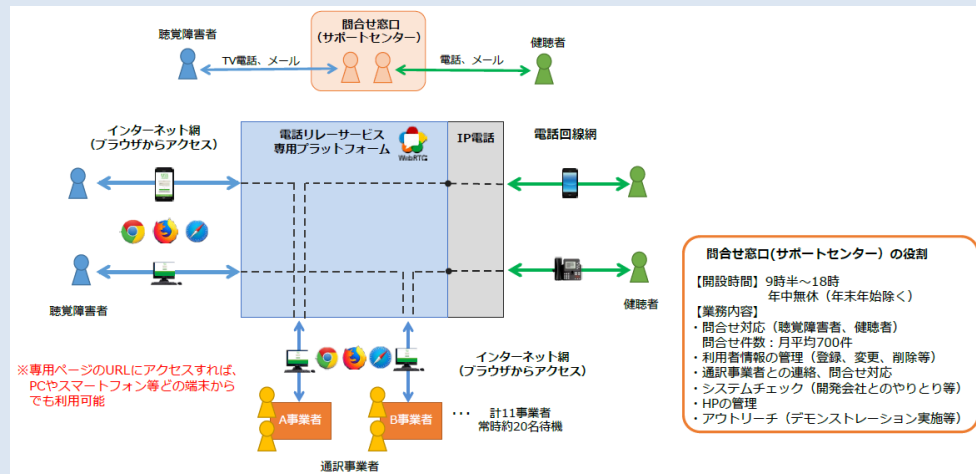 問合せ窓口
（サポートセンター）
聴覚障害者
健聴者
TV電話、メール
電話、メール
インターネット網
（ブラウザからアクセス）
電話リレーサービス
専用プラットフォーム
WebRTC
IP電話
電話回線網
聴覚障害者
健聴者
※専用ページのURLにアクセスすれば、
PCやスマートフォン等どの端末から
でも利用可能
インターネット網
（ブラウザからアクセス）
A事業者
B事業者
･･･ 計11事業者
常時約20名待機
通訳事業者
問合せ窓口(サポートセンター）の役割
【開設時間】9時半～18時
年中無休（年末年始除く）
【業務内容】
・問合せ対応（聴覚障害者、健聴者）
問合せ件数：月平均700件
・利用者情報の管理（登録、変更、削除等）
・通訳事業者との連絡、問合せ対応
・システムチェック（開発会社とのやりとり等）
・HPの管理
・アウトリーチ（デモンストレーション実施等）